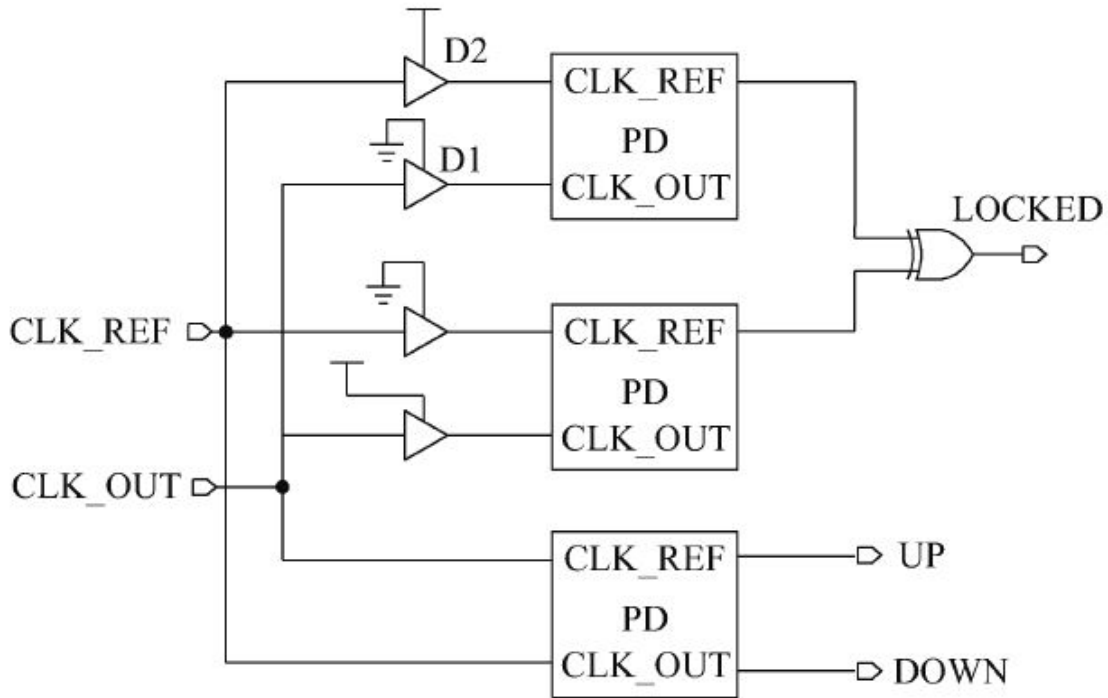 D2
CLK_REF
PD
D1
CLK_OUT
LOCKED
CLK_REF
CLK_REF
PD
CLK_OUT
CLK_OUT
CLK_REF
UP
PD
CLK_OUT
DOWN